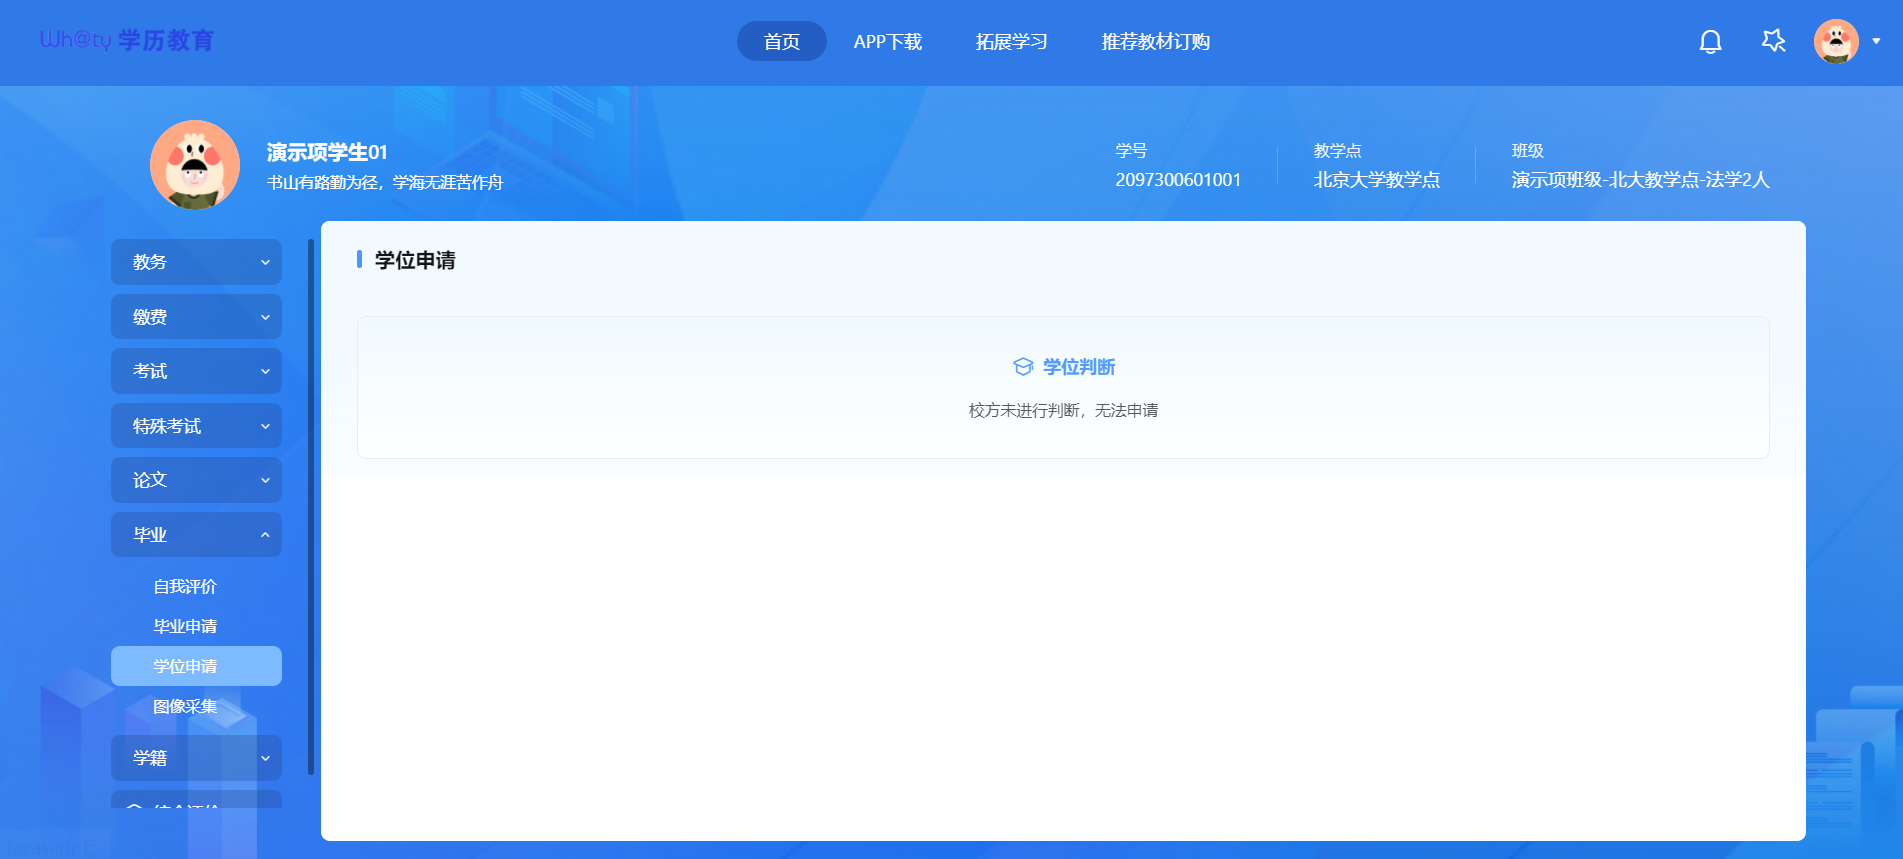 Wh@ty 学历教育
首页
APP下载
拓展学习
推荐教材订购
演示项学生01
书山有路勤为径，学海无涯苦作舟
学号
2097300601001
教学点
北京大学教学点
班级
演示项班级-北大教学点-法学2人
教务
缴费
考试
特殊考试
论文
毕业
自我评价
毕业申请
学位申请
图像采集
学籍
学位申请
学位判断
校方未进行判断，无法申请